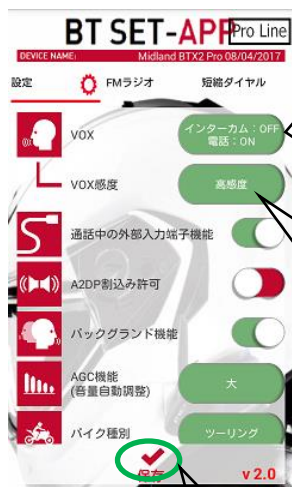 BT SET-APP Pro Line
DEVICE NAME: Midland BTX2 Pro 08/04/2017
設定 FMラジオ 短縮ダイヤル
VOX
インターカム：OFF
電話：ON
VOX感度 高感度
通話中の外部入力端子機能
A2DP割込み許可
バックグランド機能
AGC機能
(音量自動調整)
大
バイク種別 ツーリング
保存 v 2.0